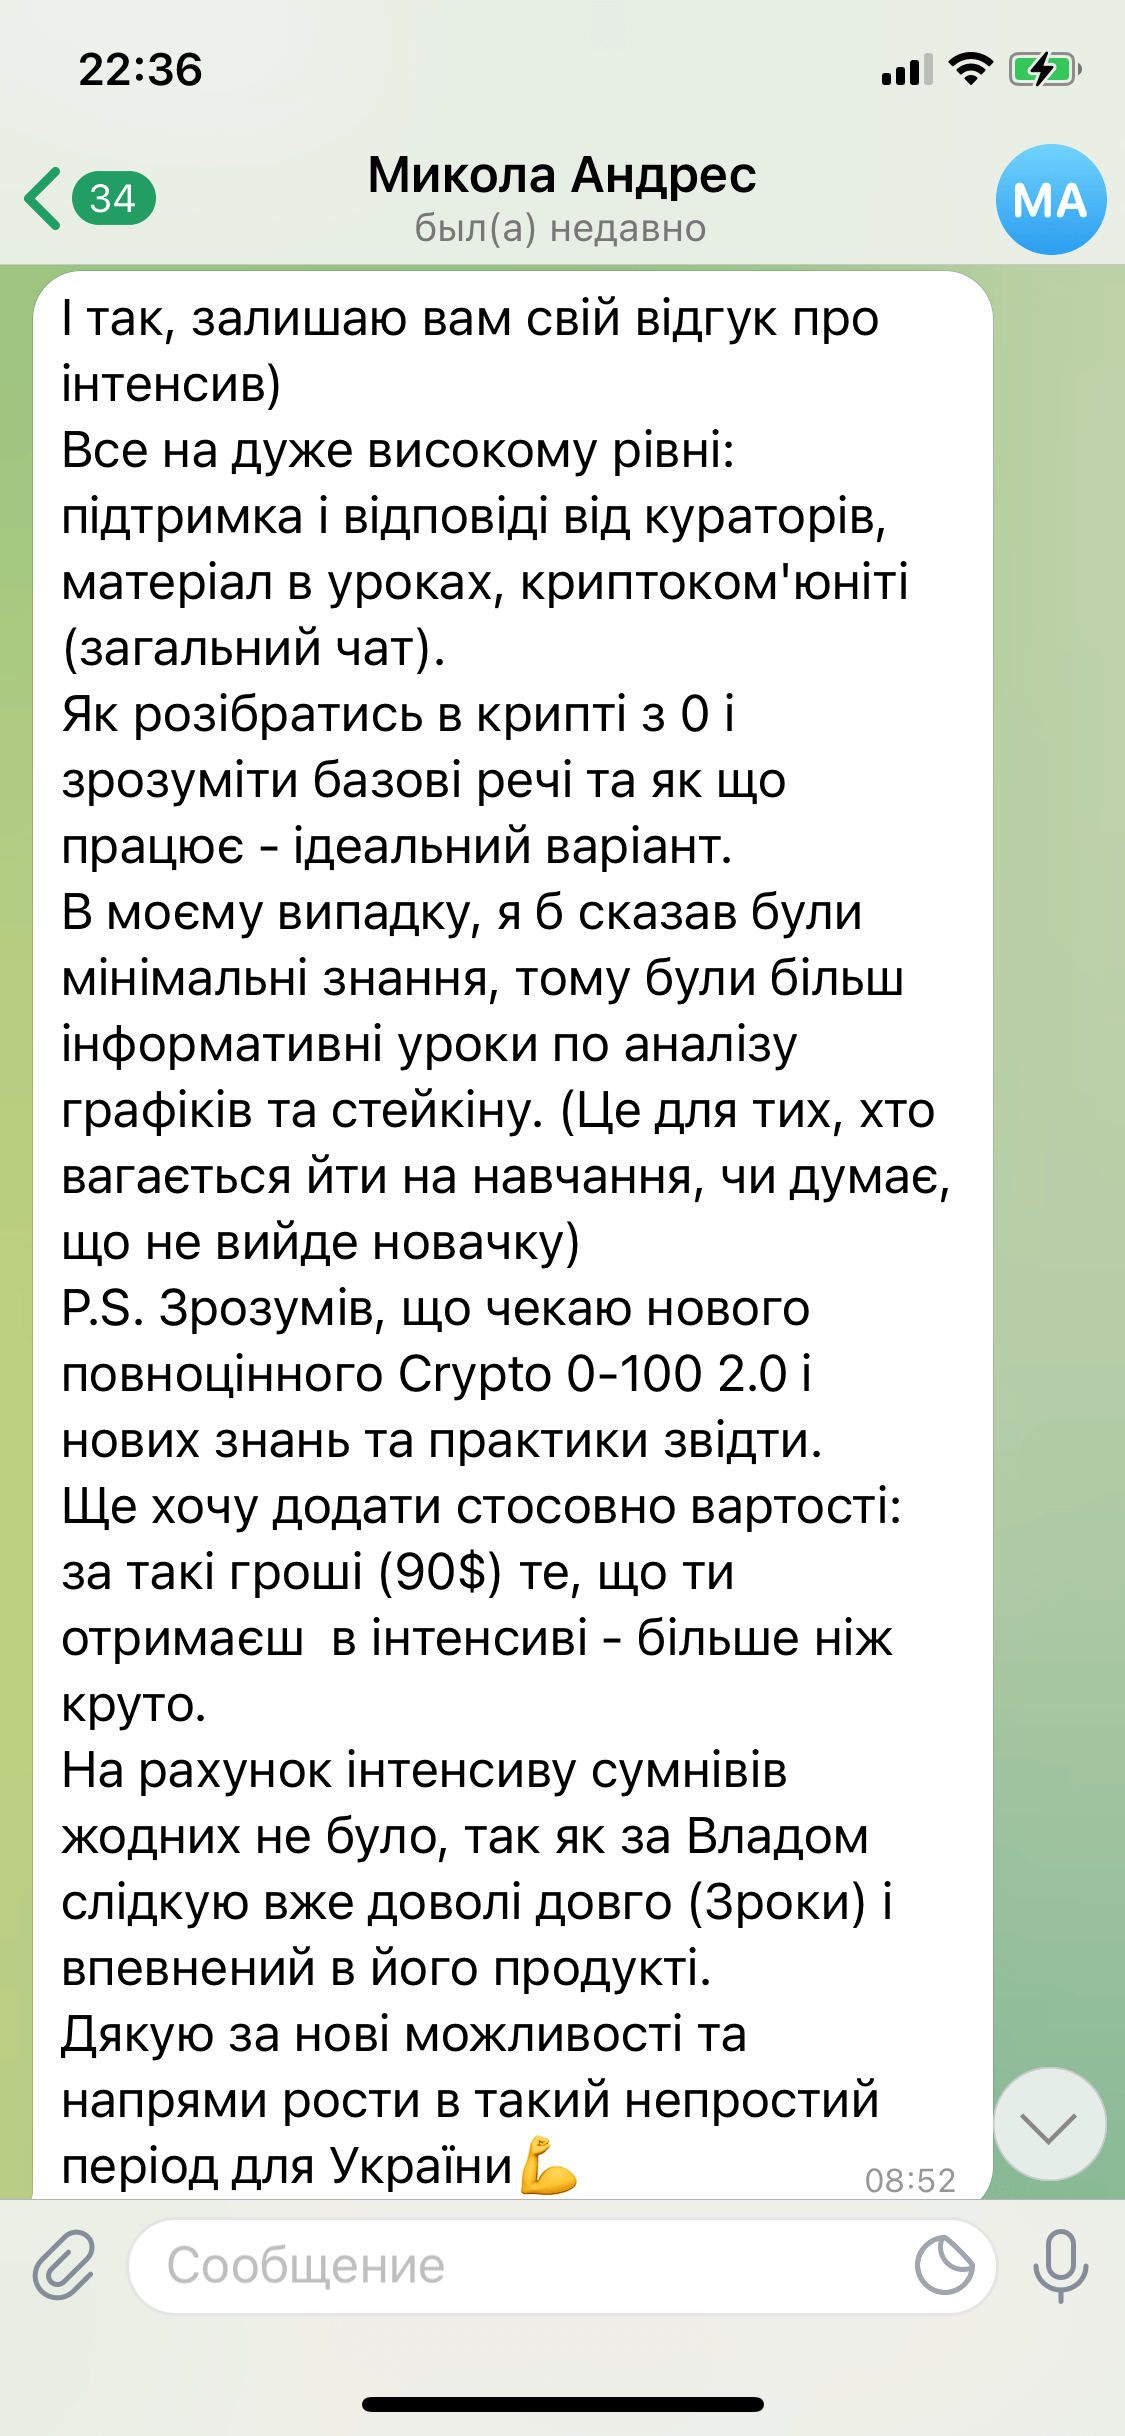 22:36
34
Микола Андрес
был(а) недавно
МА
І так, залишаю вам свій відгук про
інтенсив)
Все на дуже високому рівні:
підтримка і відповіді від кураторів,
матеріал в уроках, криптоком'юніті
(загальний чат).
Як розібратись в крипті з 0 і
зрозуміти базові речі та як що
працює - ідеальний варіант.
В моєму випадку, я б сказав були
мінімальні знання, тому були більш
інформативні уроки по аналізу
графіків та стейкіну. (Це для тих, хто
вагається йти на навчання, чи думає,
що не вийде новачку)
P.S. Зрозумів, що чекаю нового
повноцінного Crypto 0-100 2.0 і
нових знань та практики звідти.
Ще хочу додати стосовно вартості:
за такі гроші (90$) те, що ти
отримаєш  в інтенсиві - більше ніж
круто.
На рахунок інтенсиву сумнівів
жодних не було, так як за Владом
слідкую вже доволі довго (3роки) і
впевнений в його продукті.
Дякую за нові можливості та
напрями рости в такий непростий
період для України💪
08:52
Сообщение